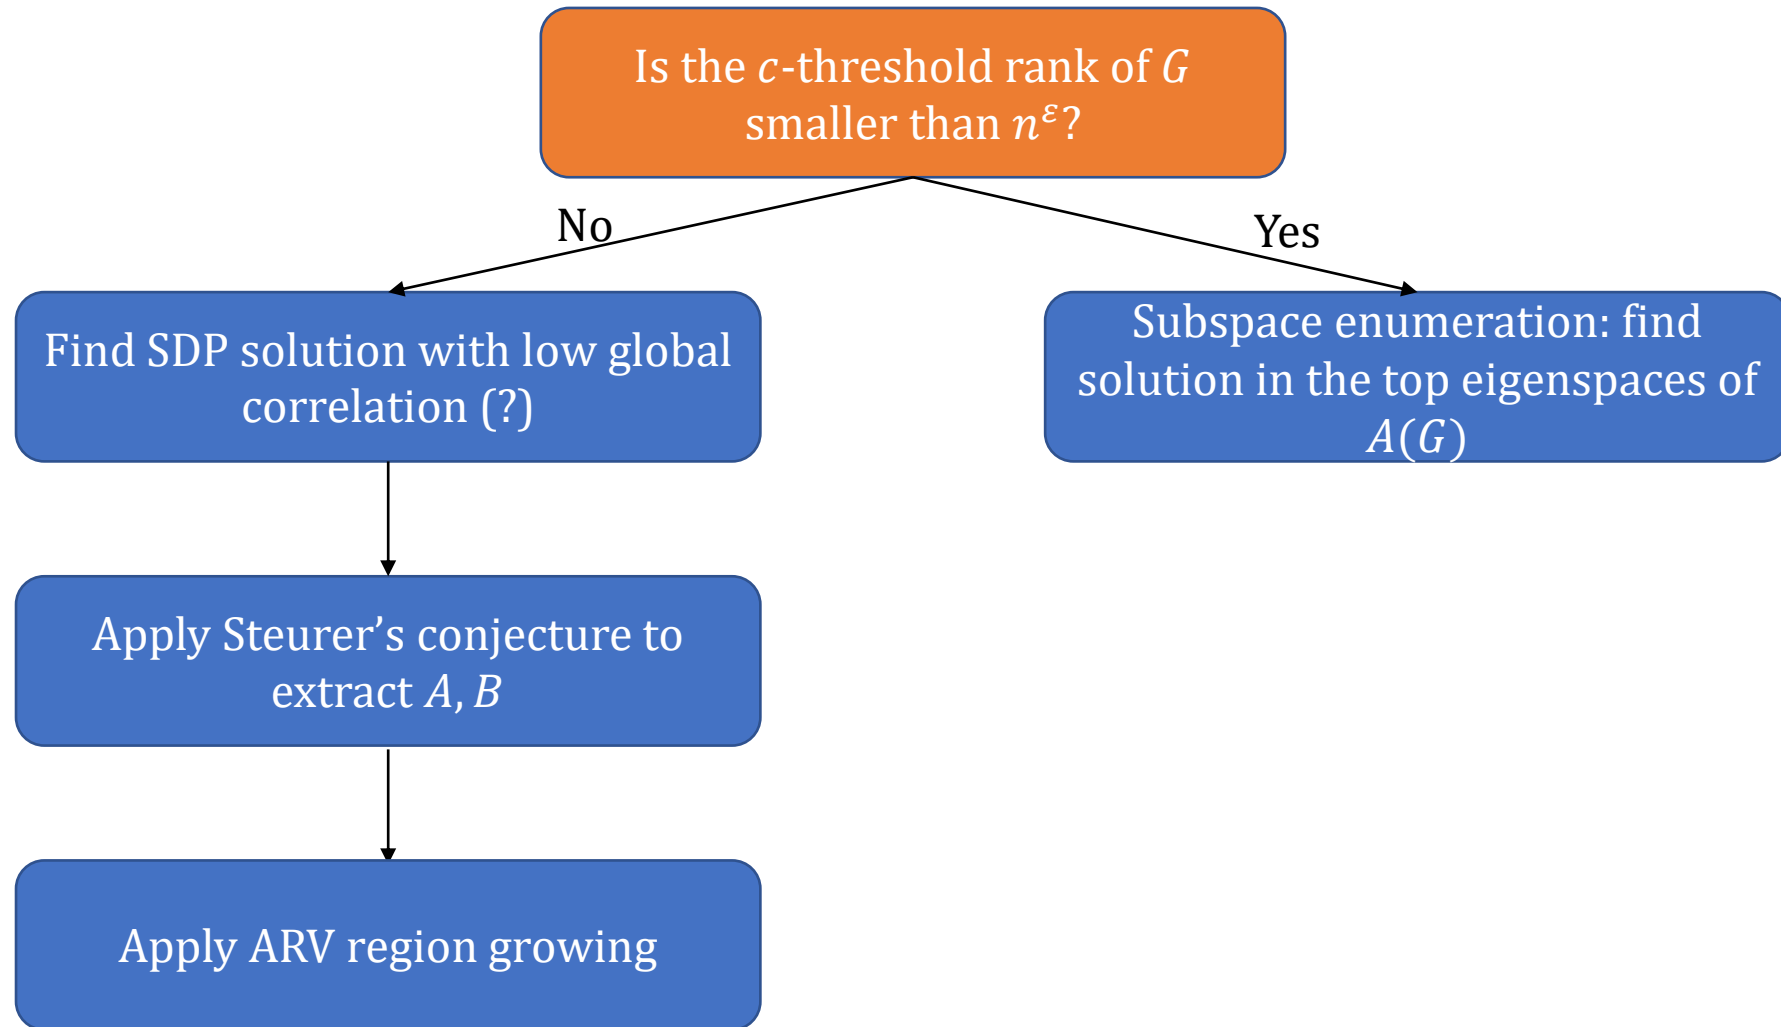 Is the c-threshold rank of G
smaller than n^ε?
No
Yes
Find SDP solution with low global
correlation (?)
Subspace enumeration: find
solution in the top eigenspaces of
A(G)
Apply Steurer’s conjecture to
extract A, B
Apply ARV region growing